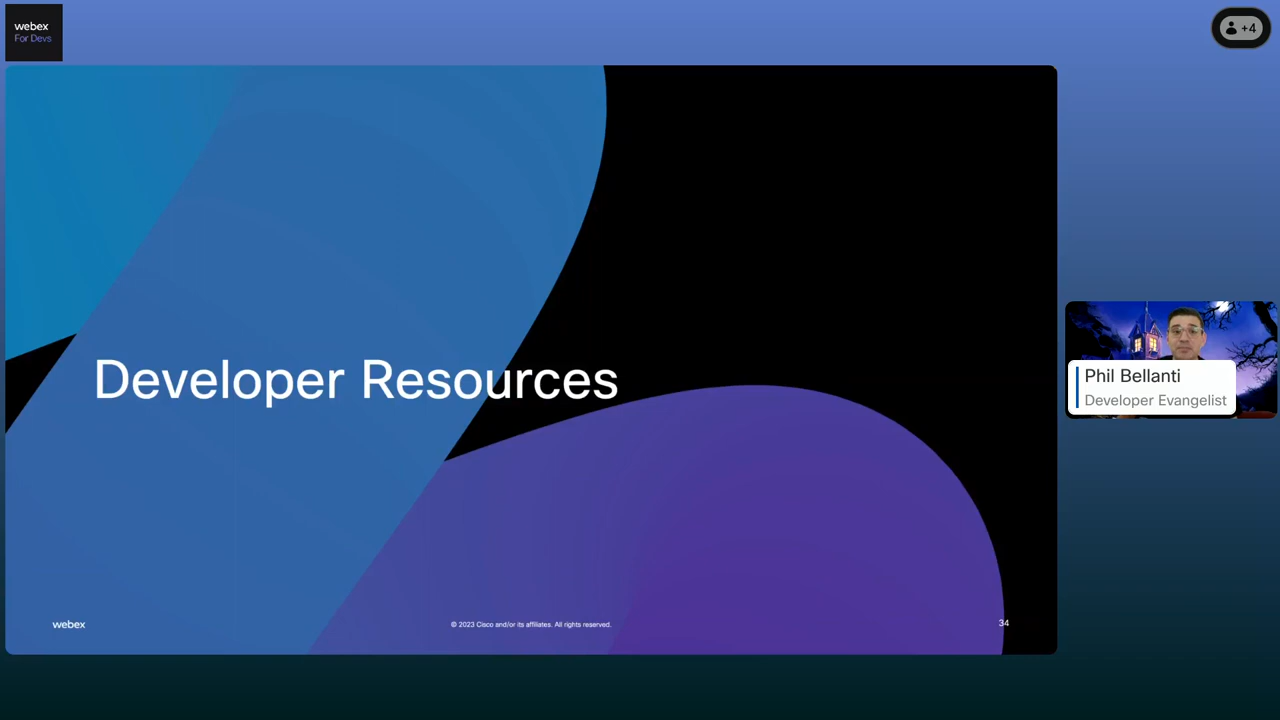 webex
For Devs
+4
Developer Resources
Phil Bellanti
Developer Evangelist
webex
© 2023 Cisco and/or its affiliates. All rights reserved.
34